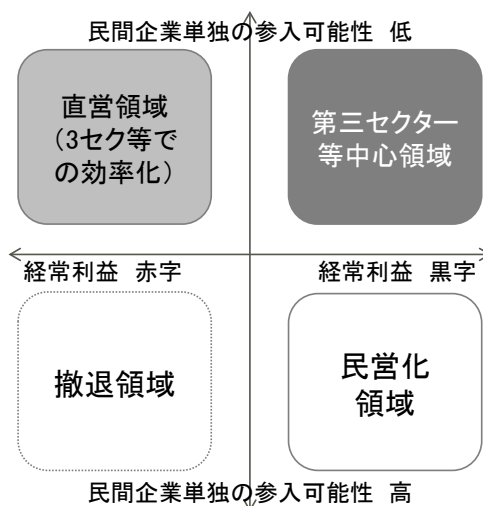 民間企業単独の参入可能性 低
直営領域
（3セク等で
の効率化）
第三セクター
等中心領域
経常利益 赤字
経常利益 黒字
撤退領域
民営化
領域
民間企業単独の参入可能性 高